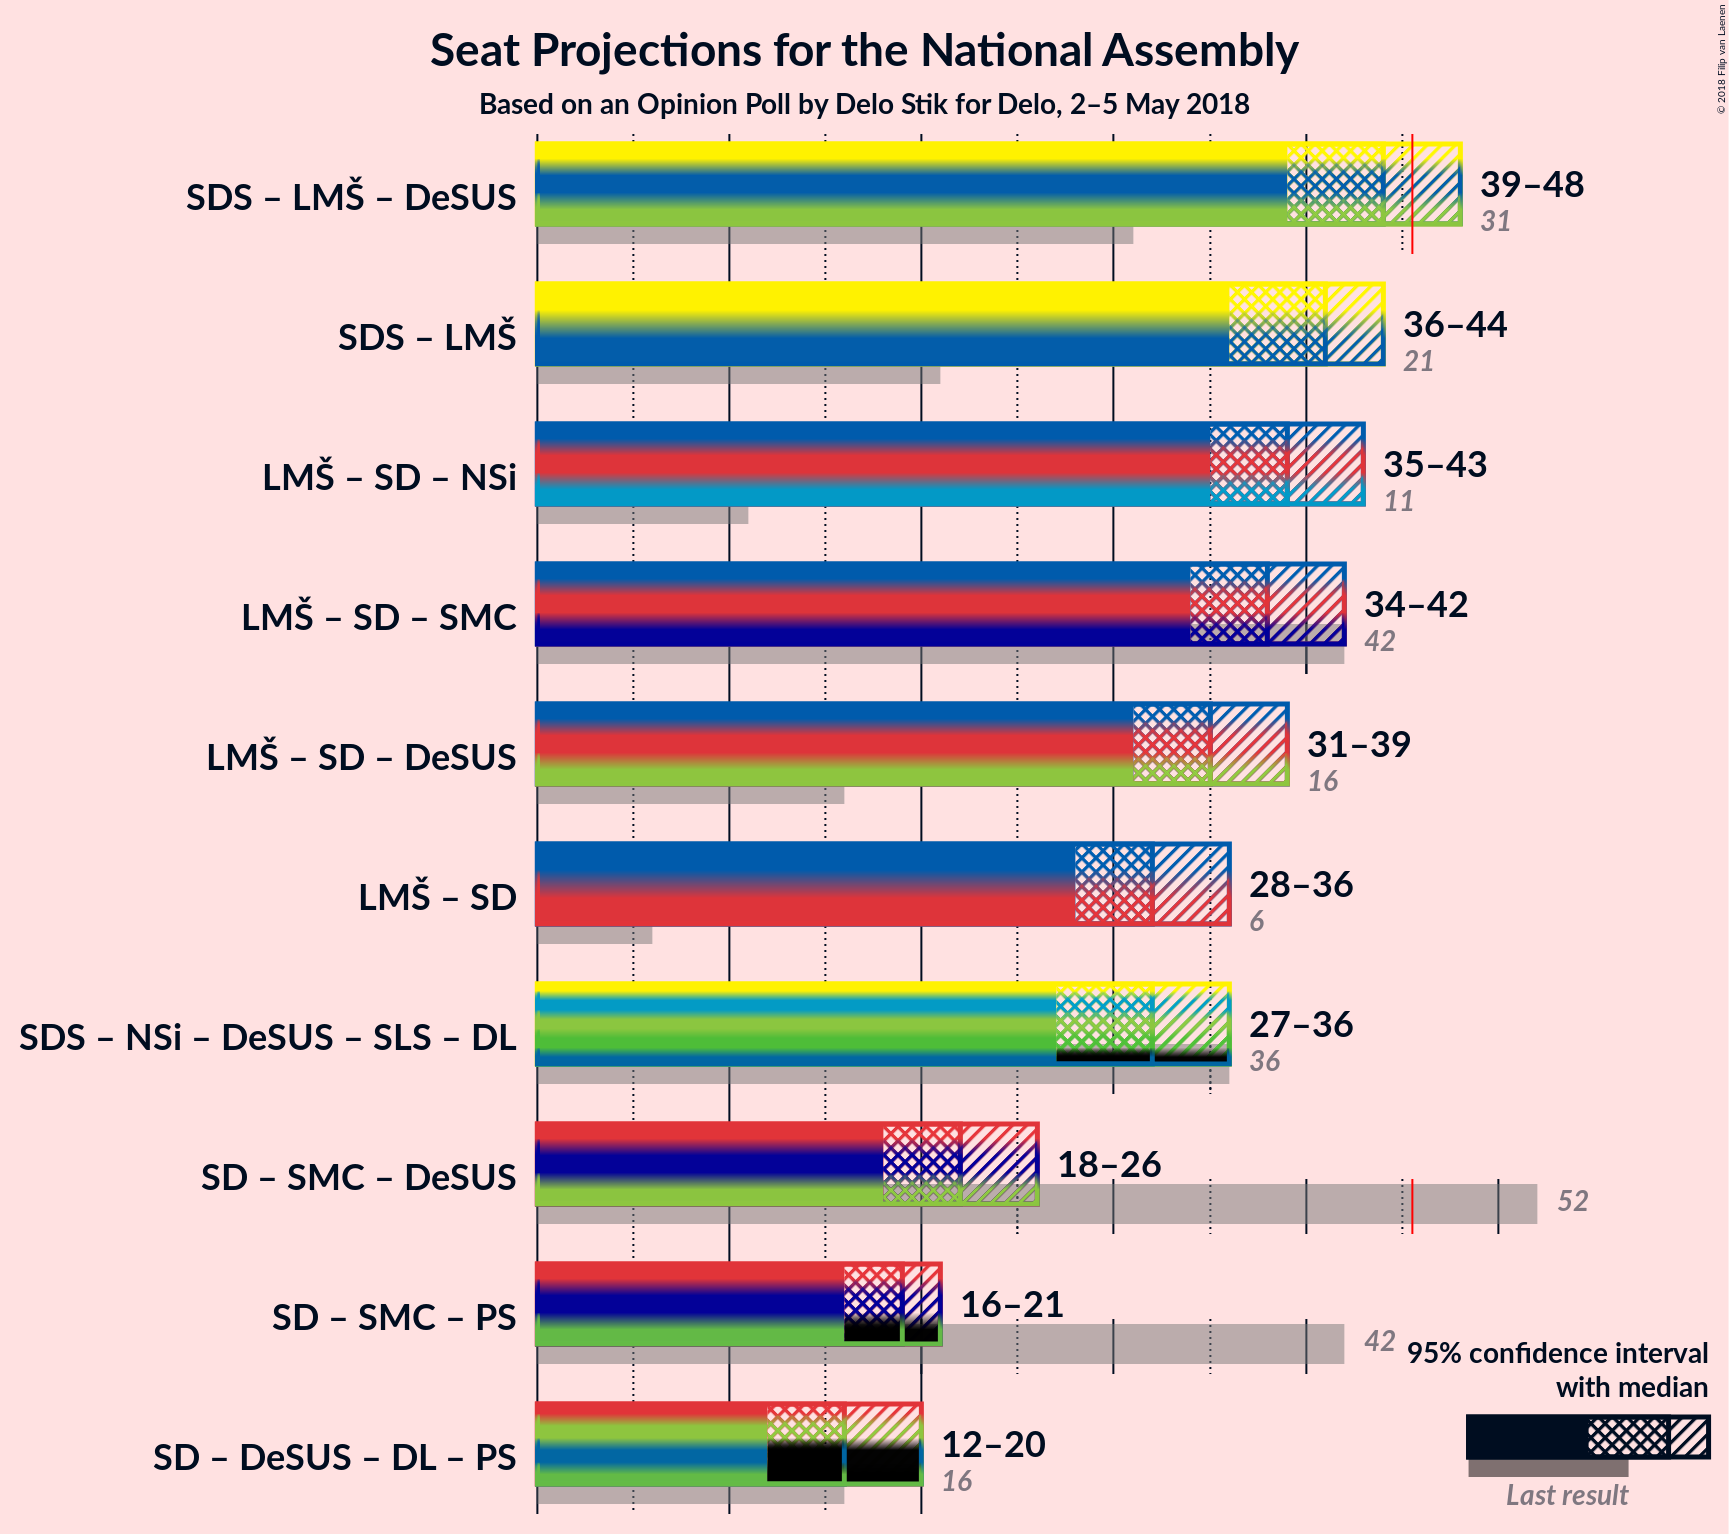 Seat Projections for the National Assembly
Based on an Opinion Poll by Delo Stik for Delo, 2–5 May 2018
© 2018 Filip van Laenen
SDS – LMŠ – DeSUS
39–48
31
SDS – LMŠ
36–44
21
LMŠ – SD – NSi
35–43
11
LMŠ – SD – SMC
34–42
42
LMŠ – SD – DeSUS
31–39
16
LMŠ – SD
28–36
6
SDS – NSi – DeSUS – SLS – DL
27–36
36
SD – SMC – DeSUS
18–26
52
SD – SMC – PS
16–21
42
SD – DeSUS – DL – PS
12–20
16
95% confidence interval
with median
Last result